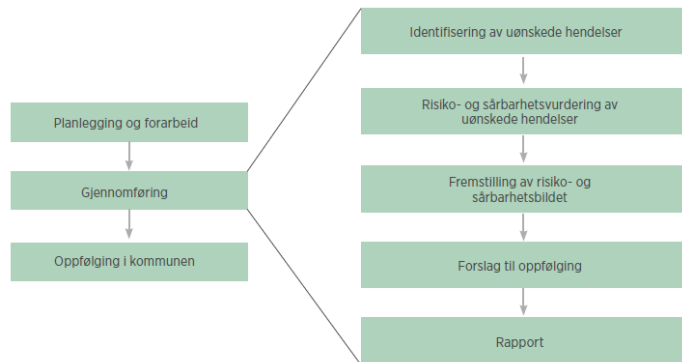 Planlegging og forarbeid
Gjennomføring
Oppfølging i kommunen
Identifisering av uønskede hendelser
Risiko- og sårbarhetsvurdering av
uønskede hendelser
Fremstilling av risiko- og
sårbarhetsbildet
Forslag til oppfølging
Rapport